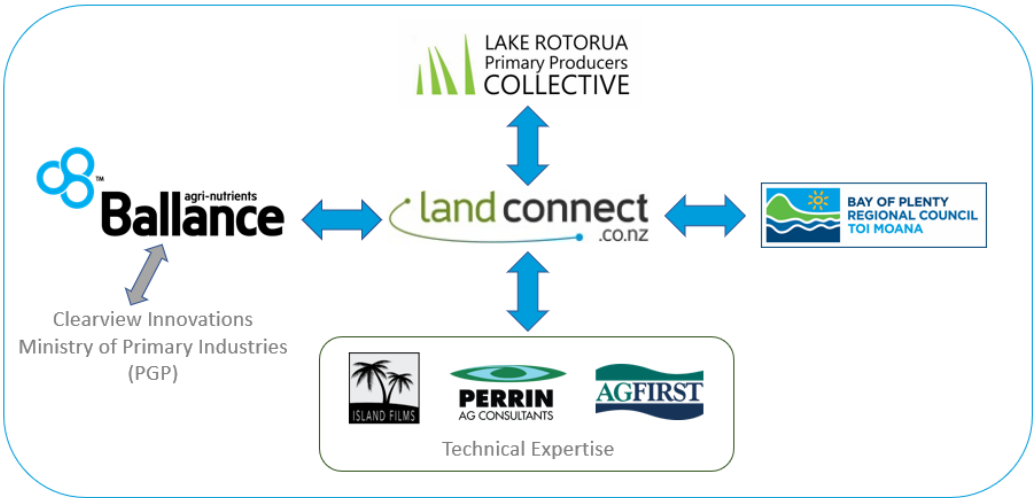 LAKE ROTORUA
Primary Producers
COLLECTIVE
™
agri-nutrients
Ballance
land connect
.co.nz
BAY OF PLENTY
REGIONAL COUNCIL
TOI MOANA
Clearview Innovations
Ministry of Primary Industries
(PGP)
ISLAND FILMS
PERRIN
AG CONSULTANTS
AGFIRST
Technical Expertise